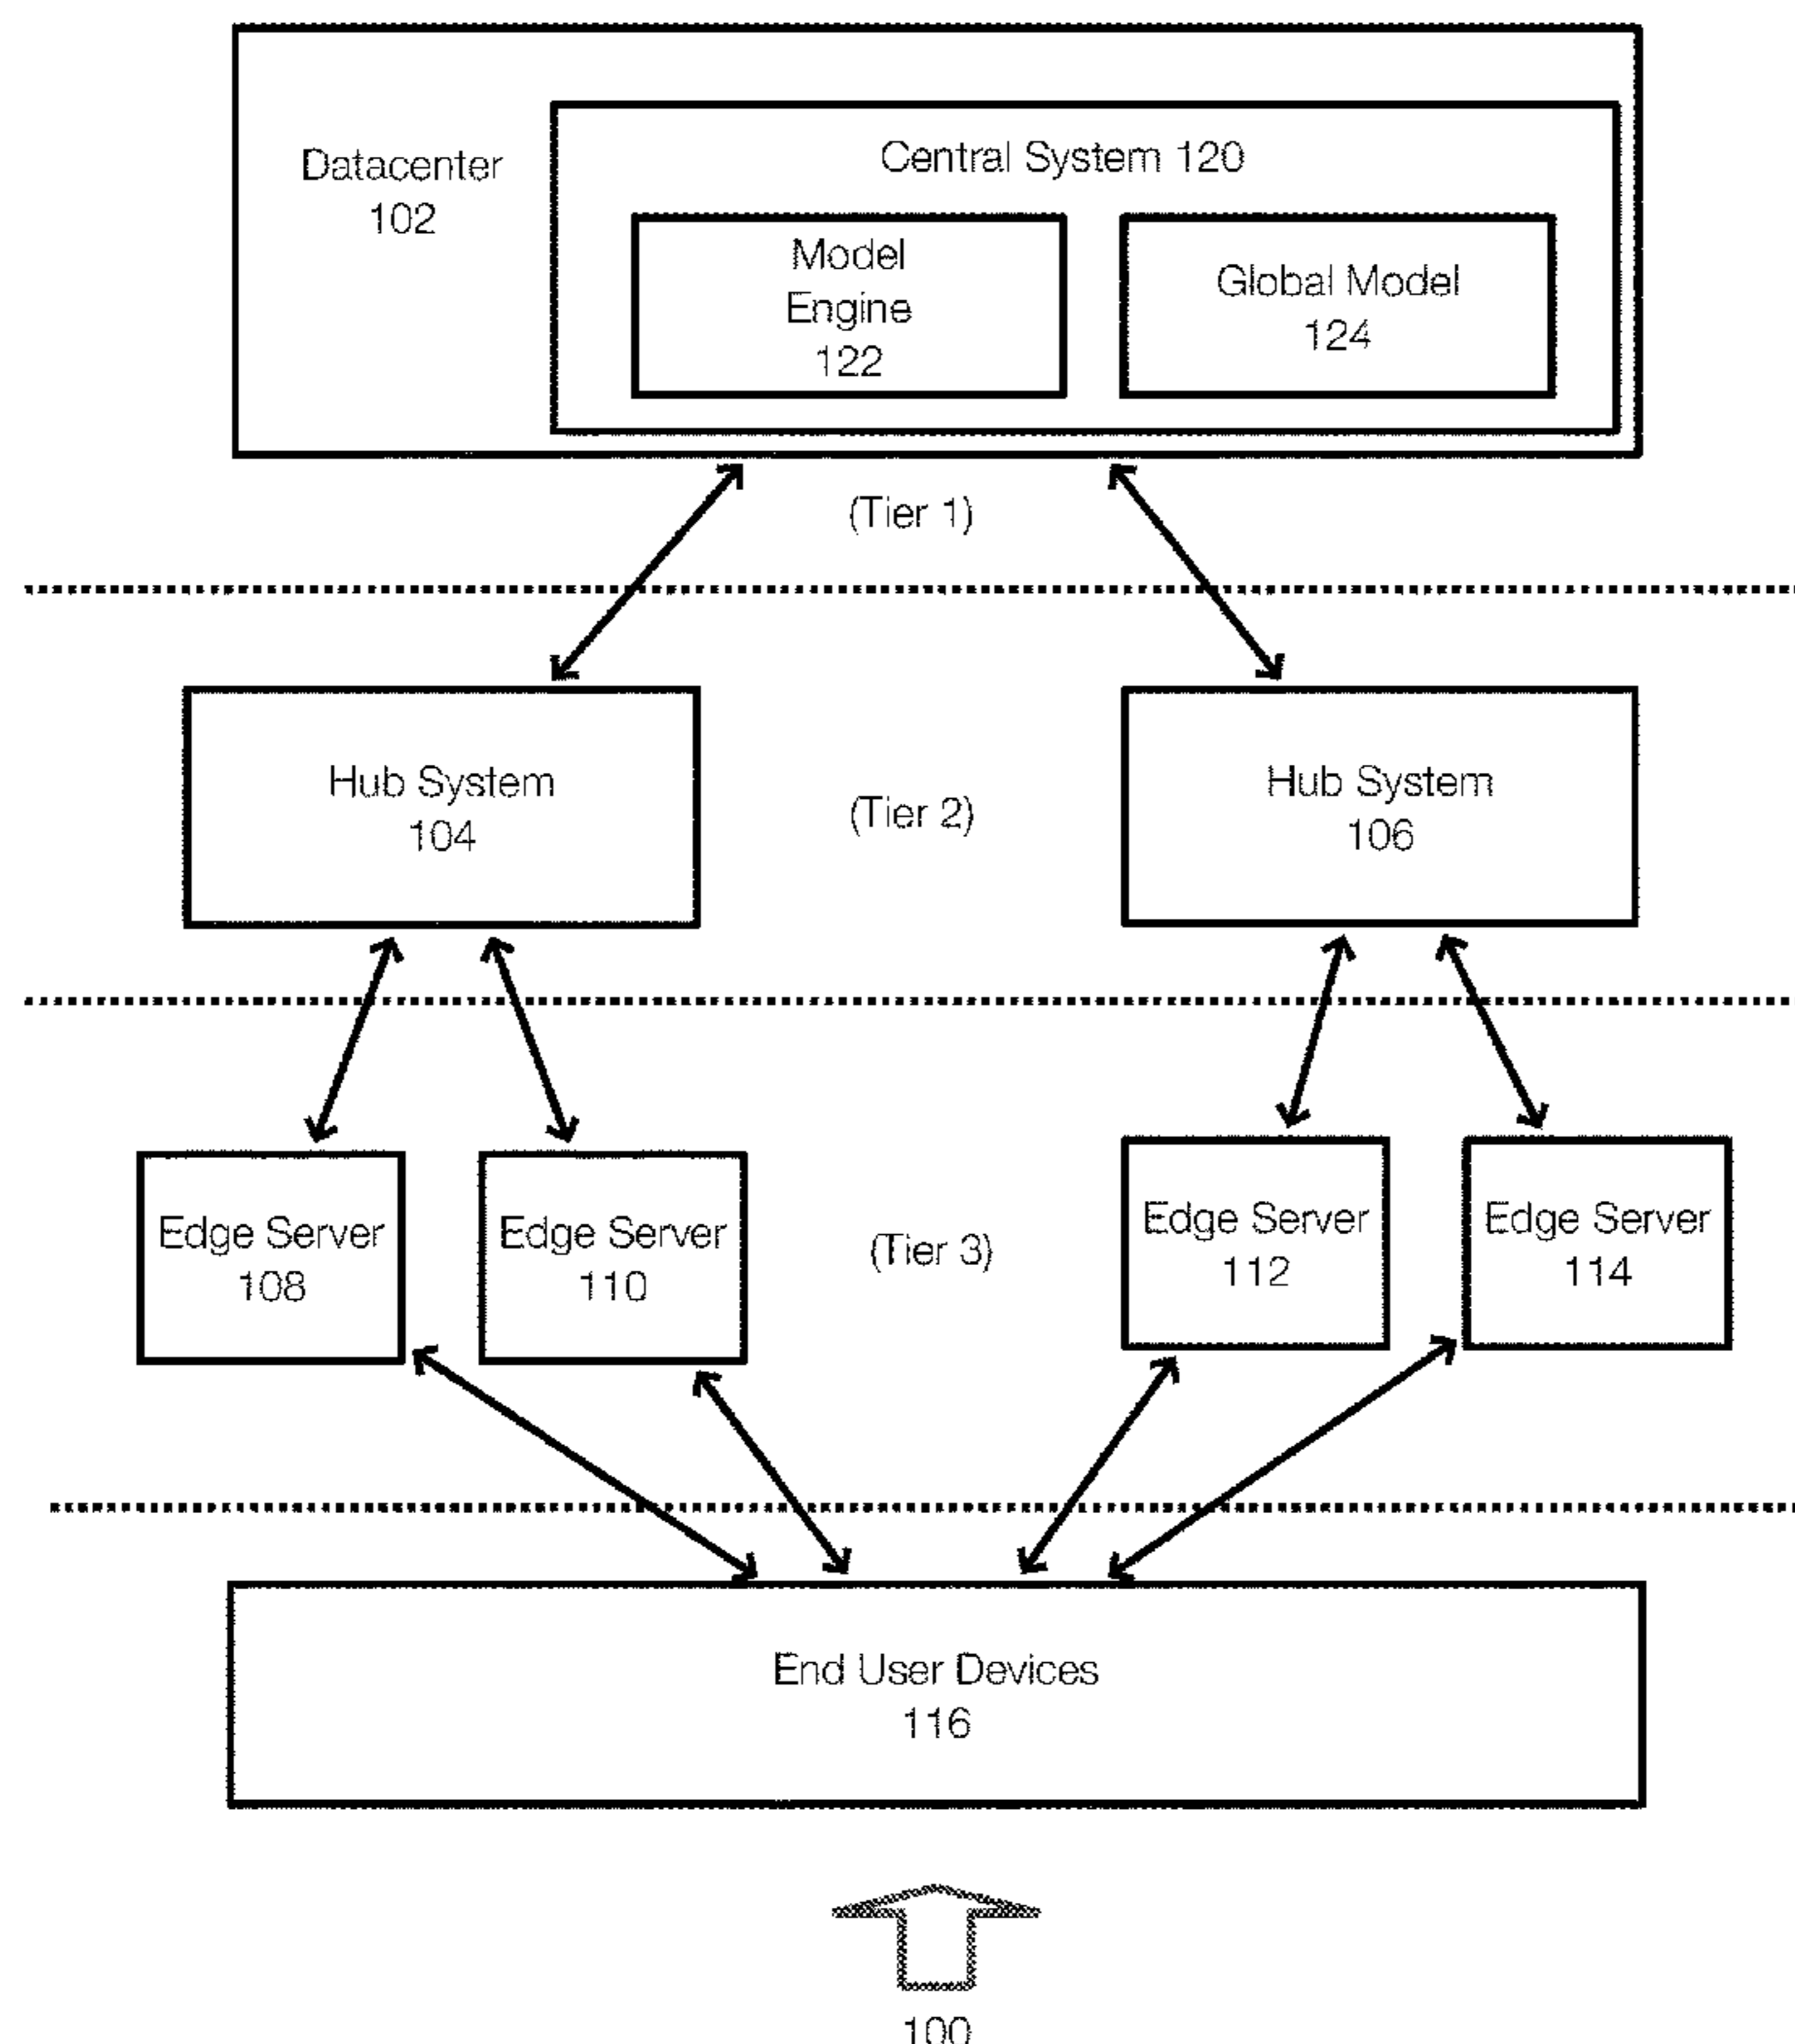 Datacenter
102
Central System 120
Model
Engine
122
Global Model
124
(Tier 1)
Hub System
104
(Tier 2)
Hub System
106
Edge Server
108
Edge Server
110
(Tier 3)
Edge Server
112
Edge Server
114
End User Devices
116
100